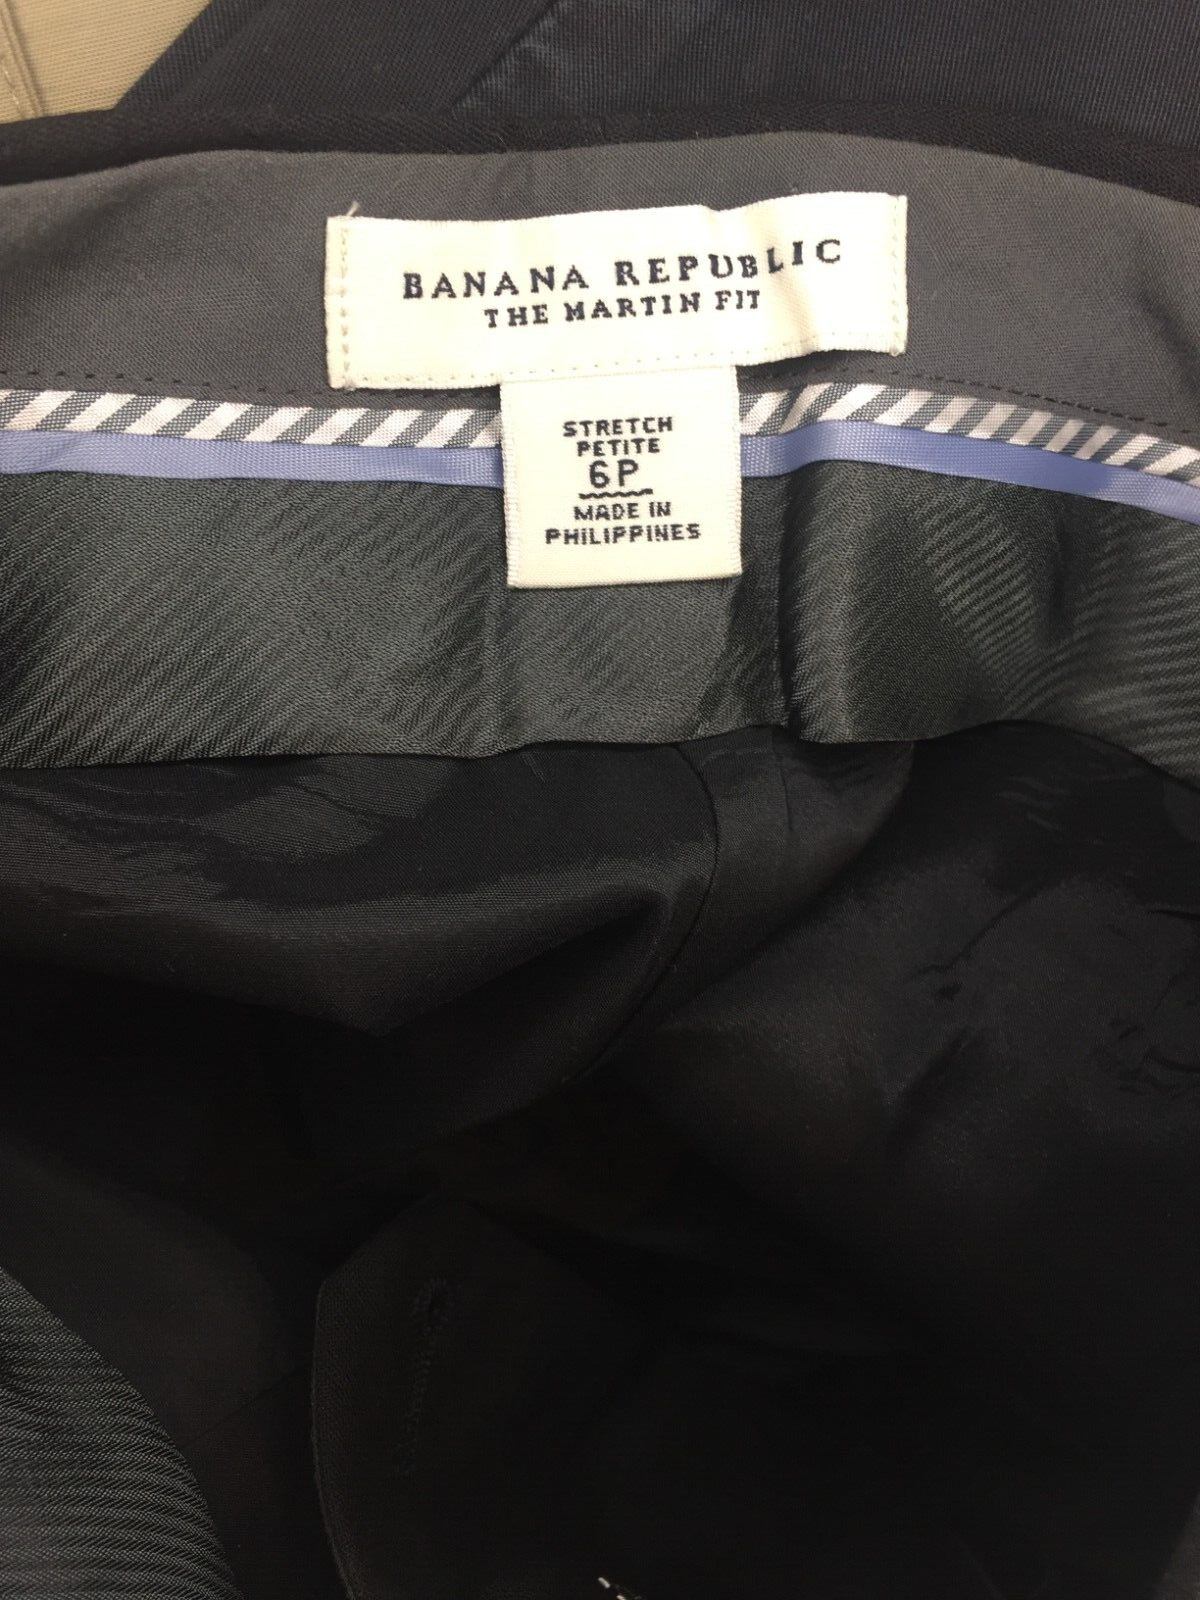 BANANA REPUBLIC
THE MARTIN FIT
STRETCH
PETITE
6P
MADE IN
PHILIPPINES